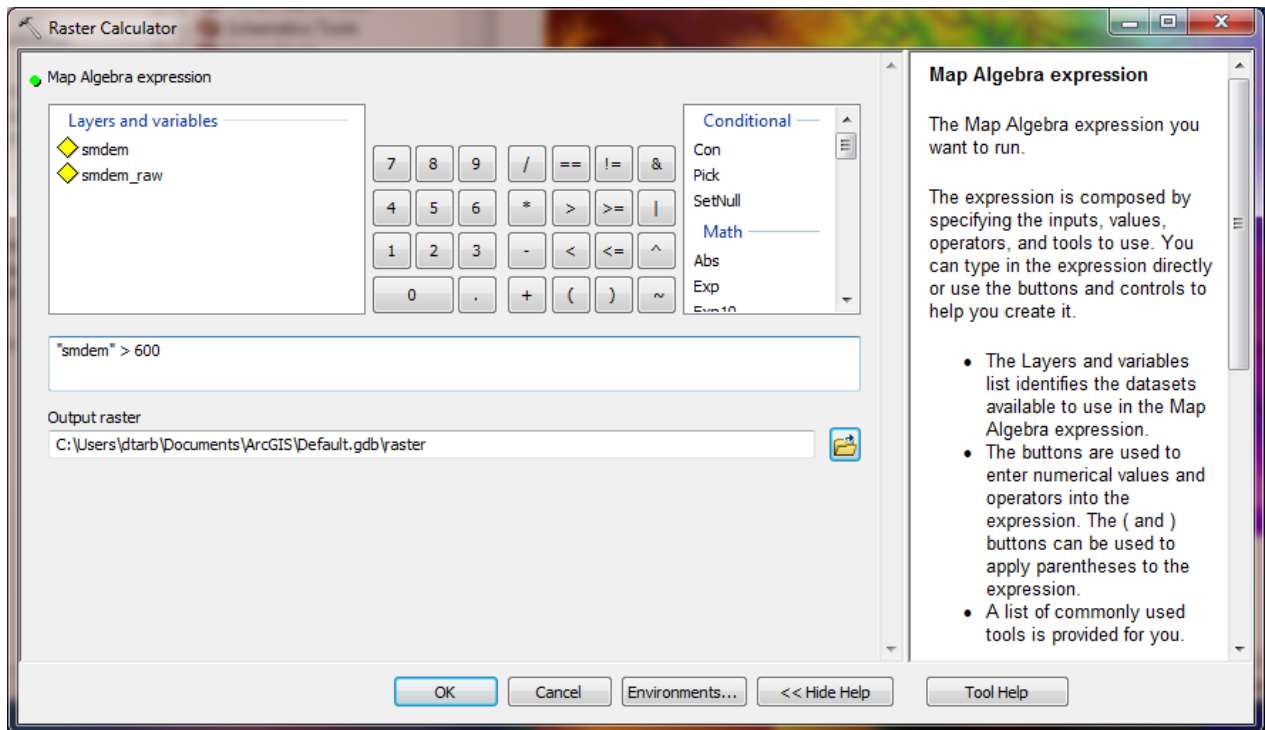 Raster Calculator
Map Algebra expression
Layers and variables
smdem
smdem_raw
7 8 9 / == != &
4 5 6 * > >= |
1 2 3 - < <= ^
0 . + ( ) ~
Conditional
Con
Pick
SetNull
Math
Abs
Exp
Exp10
"smdem" > 600
Output raster
C:\Users\dtarb\Documents\ArcGIS\Default.gdb\raster
OK Cancel Environments... << Hide Help Tool Help
Map Algebra expression
The Map Algebra expression you
want to run.
The expression is composed by
specifying the inputs, values,
operators, and tools to use. You
can type in the expression directly
or use the buttons and controls to
help you create it.
• The Layers and variables
list identifies the datasets
available to use in the Map
Algebra expression.
• The buttons are used to
enter numerical values and
operators into the
expression. The ( and )
buttons can be used to
apply parentheses to the
expression.
• A list of commonly used
tools is provided for you.